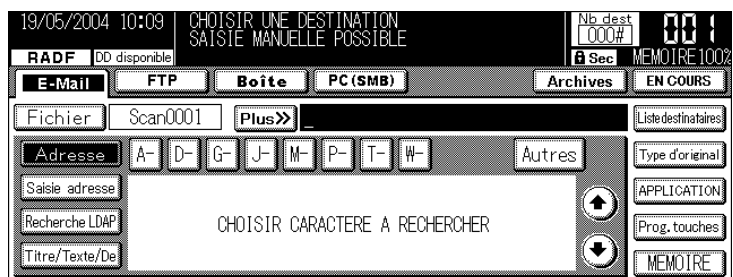 19/05/2004 10:09 CHOISIR UNE DESTINATION Nb dest 001
SAISIE MANUELLE POSSIBLE 000#
RADF DD disponible Sec MEMOIRE100%
E-Mail FTP Boîte PC(SMB) Archives EN COURS
Fichier Scan0001 Plus>> _ Liste destinataires
Adresse A- D- G- J- M- P- T- W- Autres Type d'original
Saisie adresse APPLICATION
Recherche LDAP CHOISIR CARACTERE A RECHERCHER Prog. touches
Titre/Texte/De MEMOIRE